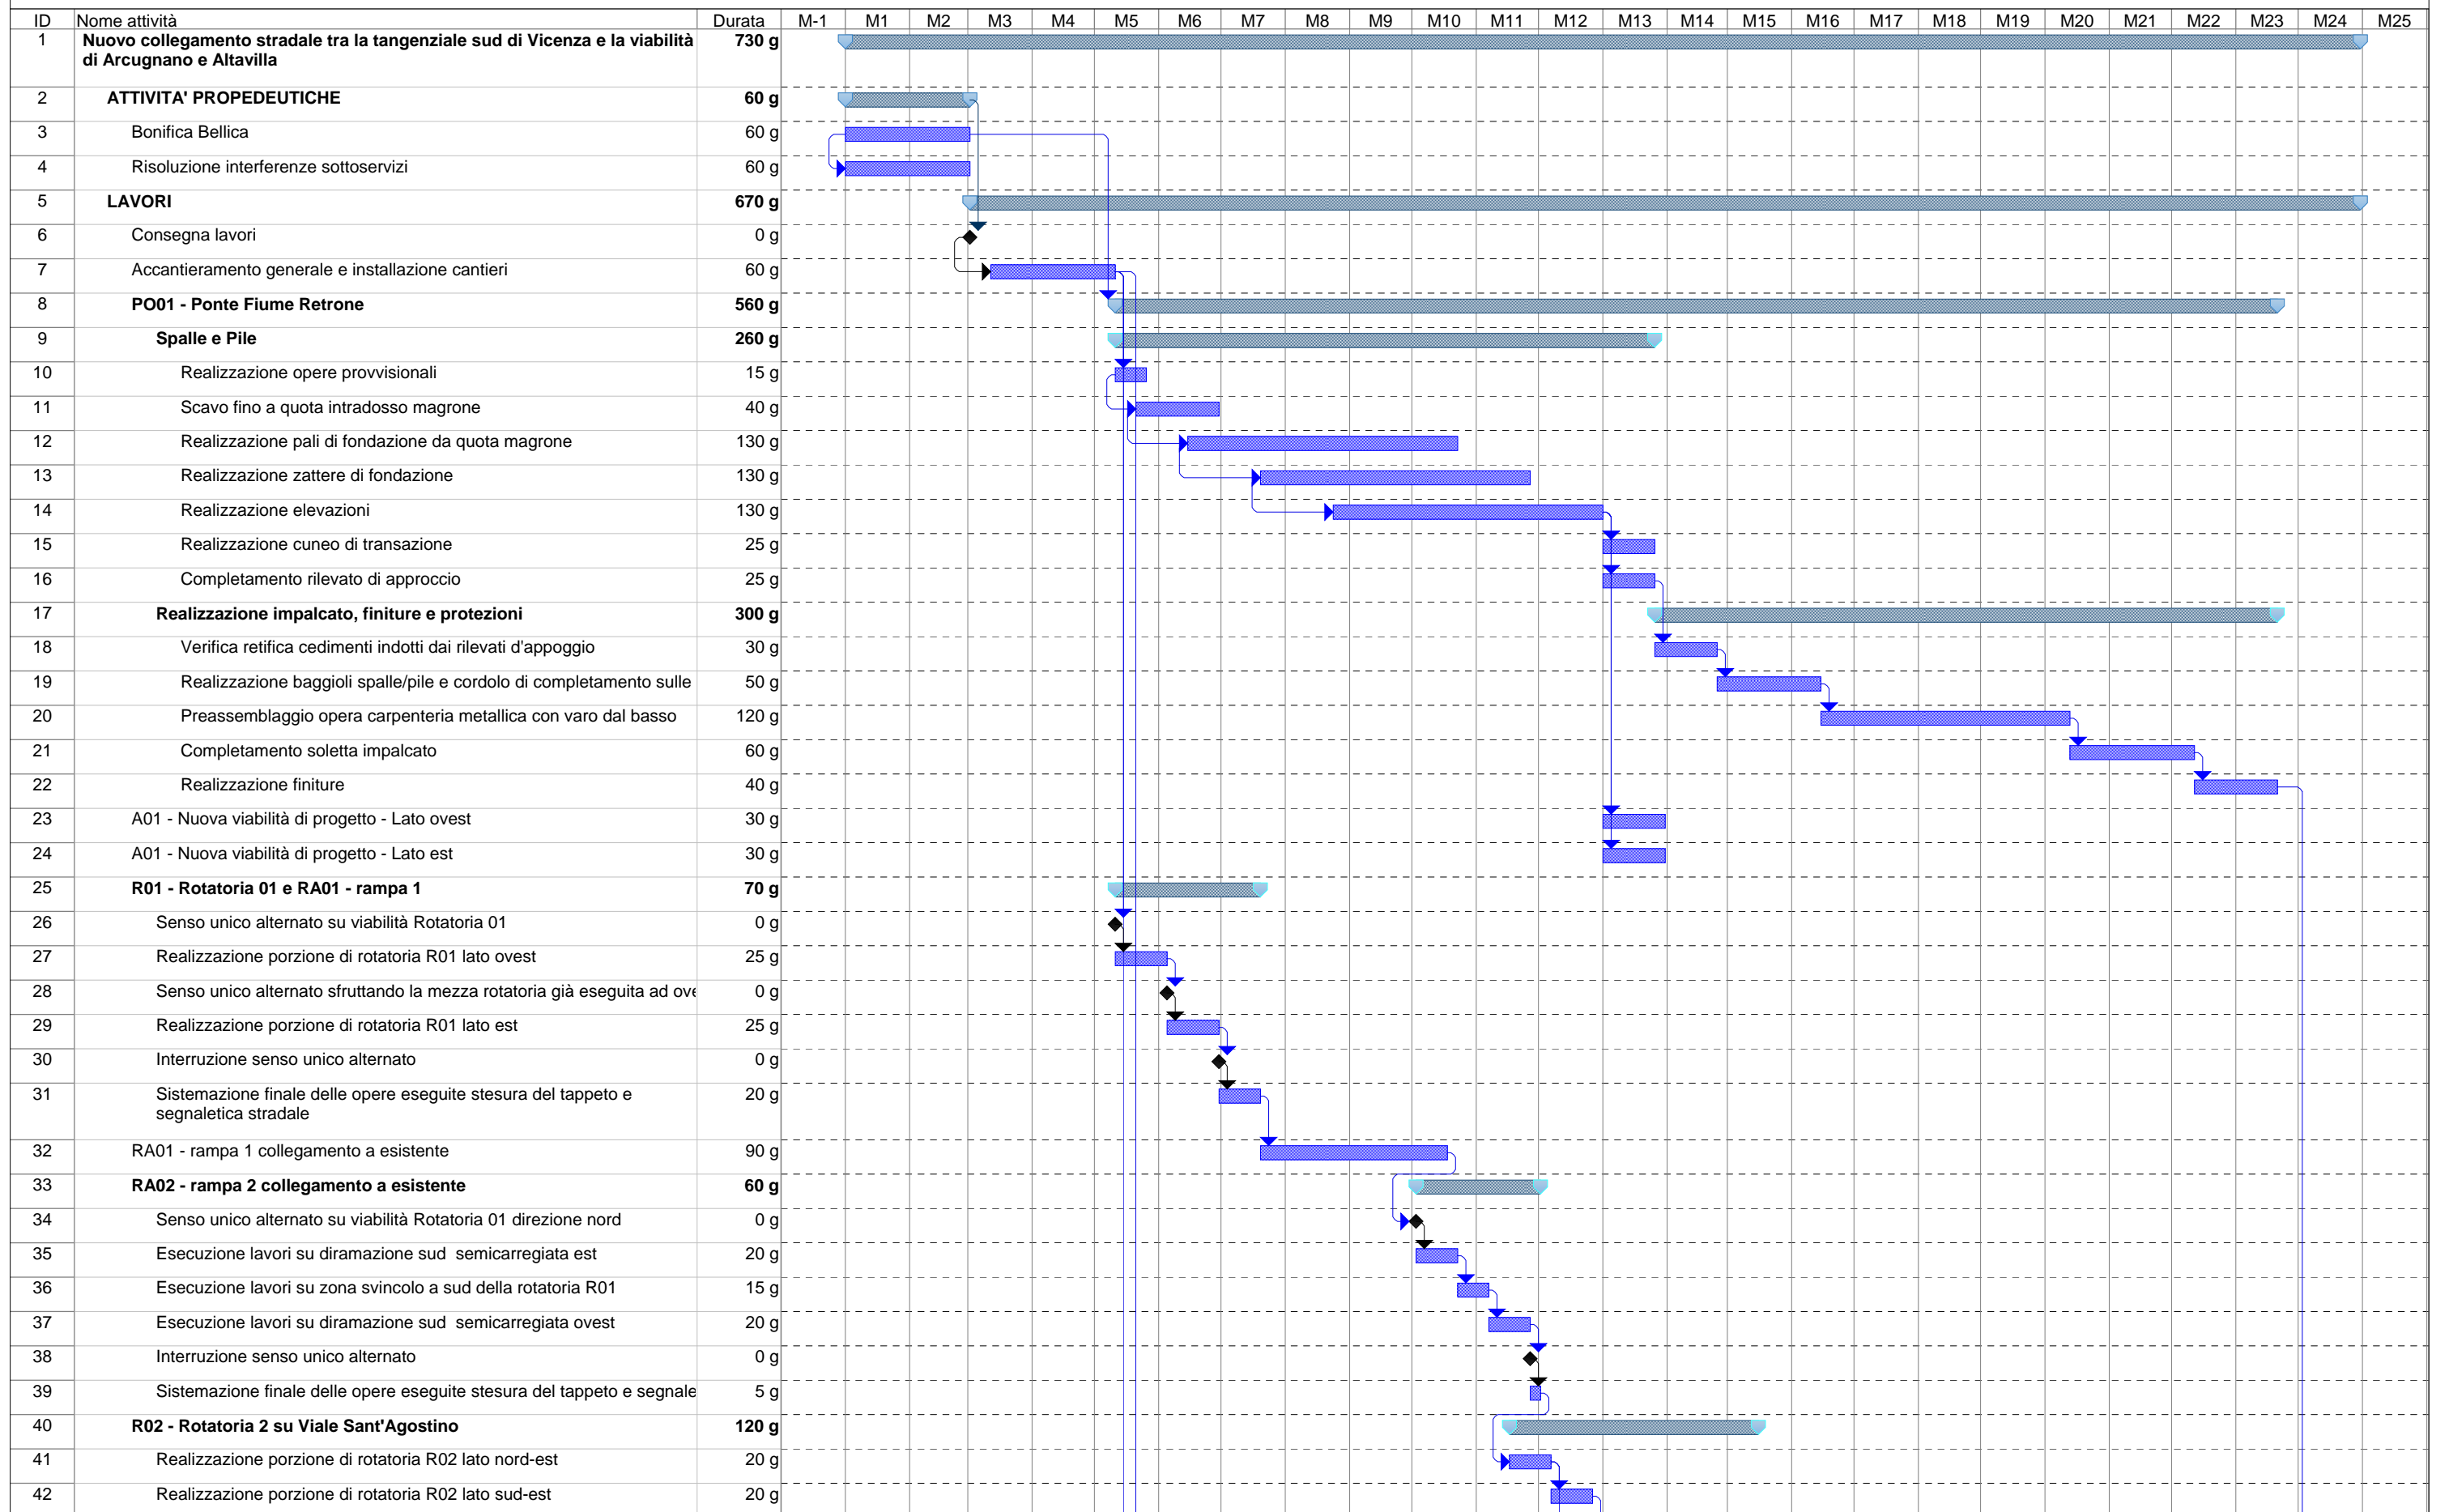 ID Nome attività Durata M-1 M1 M2 M3 M4 M5 M6 M7 M8 M9 M10 M11 M12 M13 M14 M15 M16 M17 M18 M19 M20 M21 M22 M23 M24 M25
1 Nuovo collegamento stradale tra la tangenziale sud di Vicenza e la viabilità 730 g
di Arcugnano e Altavilla
2 ATTIVITA' PROPEDEUTICHE 60 g
3 Bonifica Bellica 60 g
4 Risoluzione interferenze sottoservizi 60 g
5 LAVORI 670 g
6 Consegna lavori 0 g
7 Accantieramento generale e installazione cantieri 60 g
8 PO01 - Ponte Fiume Retrone 560 g
9 Spalle e Pile 260 g
10 Realizzazione opere provvisionali 15 g
11 Scavo fino a quota intradosso magrone 40 g
12 Realizzazione pali di fondazione da quota magrone 130 g
13 Realizzazione zattere di fondazione 130 g
14 Realizzazione elevazioni 130 g
15 Realizzazione cuneo di transazione 25 g
16 Completamento rilevato di approccio 25 g
17 Realizzazione impalcato, finiture e protezioni 300 g
18 Verifica retifica cedimenti indotti dai rilevati d'appoggio 30 g
19 Realizzazione baggioli spalle/pile e cordolo di completamento sulle 50 g
20 Preassemblaggio opera carpenteria metallica con varo dal basso 120 g
21 Completamento soletta impalcato 60 g
22 Realizzazione finiture 40 g
23 A01 - Nuova viabilità di progetto - Lato ovest 30 g
24 A01 - Nuova viabilità di progetto - Lato est 30 g
25 R01 - Rotatoria 01 e RA01 - rampa 1 70 g
26 Senso unico alternato su viabilità Rotatoria 01 0 g
27 Realizzazione porzione di rotatoria R01 lato ovest 25 g
28 Senso unico alternato sfruttando la mezza rotatoria già eseguita ad ove 0 g
29 Realizzazione porzione di rotatoria R01 lato est 25 g
30 Interruzione senso unico alternato 0 g
31 Sistemazione finale delle opere eseguite stesura del tappeto e 20 g
segnaletica stradale
32 RA01 - rampa 1 collegamento a esistente 90 g
33 RA02 - rampa 2 collegamento a esistente 60 g
34 Senso unico alternato su viabilità Rotatoria 01 direzione nord 0 g
35 Esecuzione lavori su diramazione sud semicarregiata est 20 g
36 Esecuzione lavori su zona svincolo a sud della rotatoria R01 15 g
37 Esecuzione lavori su diramazione sud semicarregiata ovest 20 g
38 Interruzione senso unico alternato 0 g
39 Sistemazione finale delle opere eseguite stesura del tappeto e segnale 5 g
40 R02 - Rotatoria 2 su Viale Sant'Agostino 120 g
41 Realizzazione porzione di rotatoria R02 lato nord-est 20 g
42 Realizzazione porzione di rotatoria R02 lato sud-est 20 g